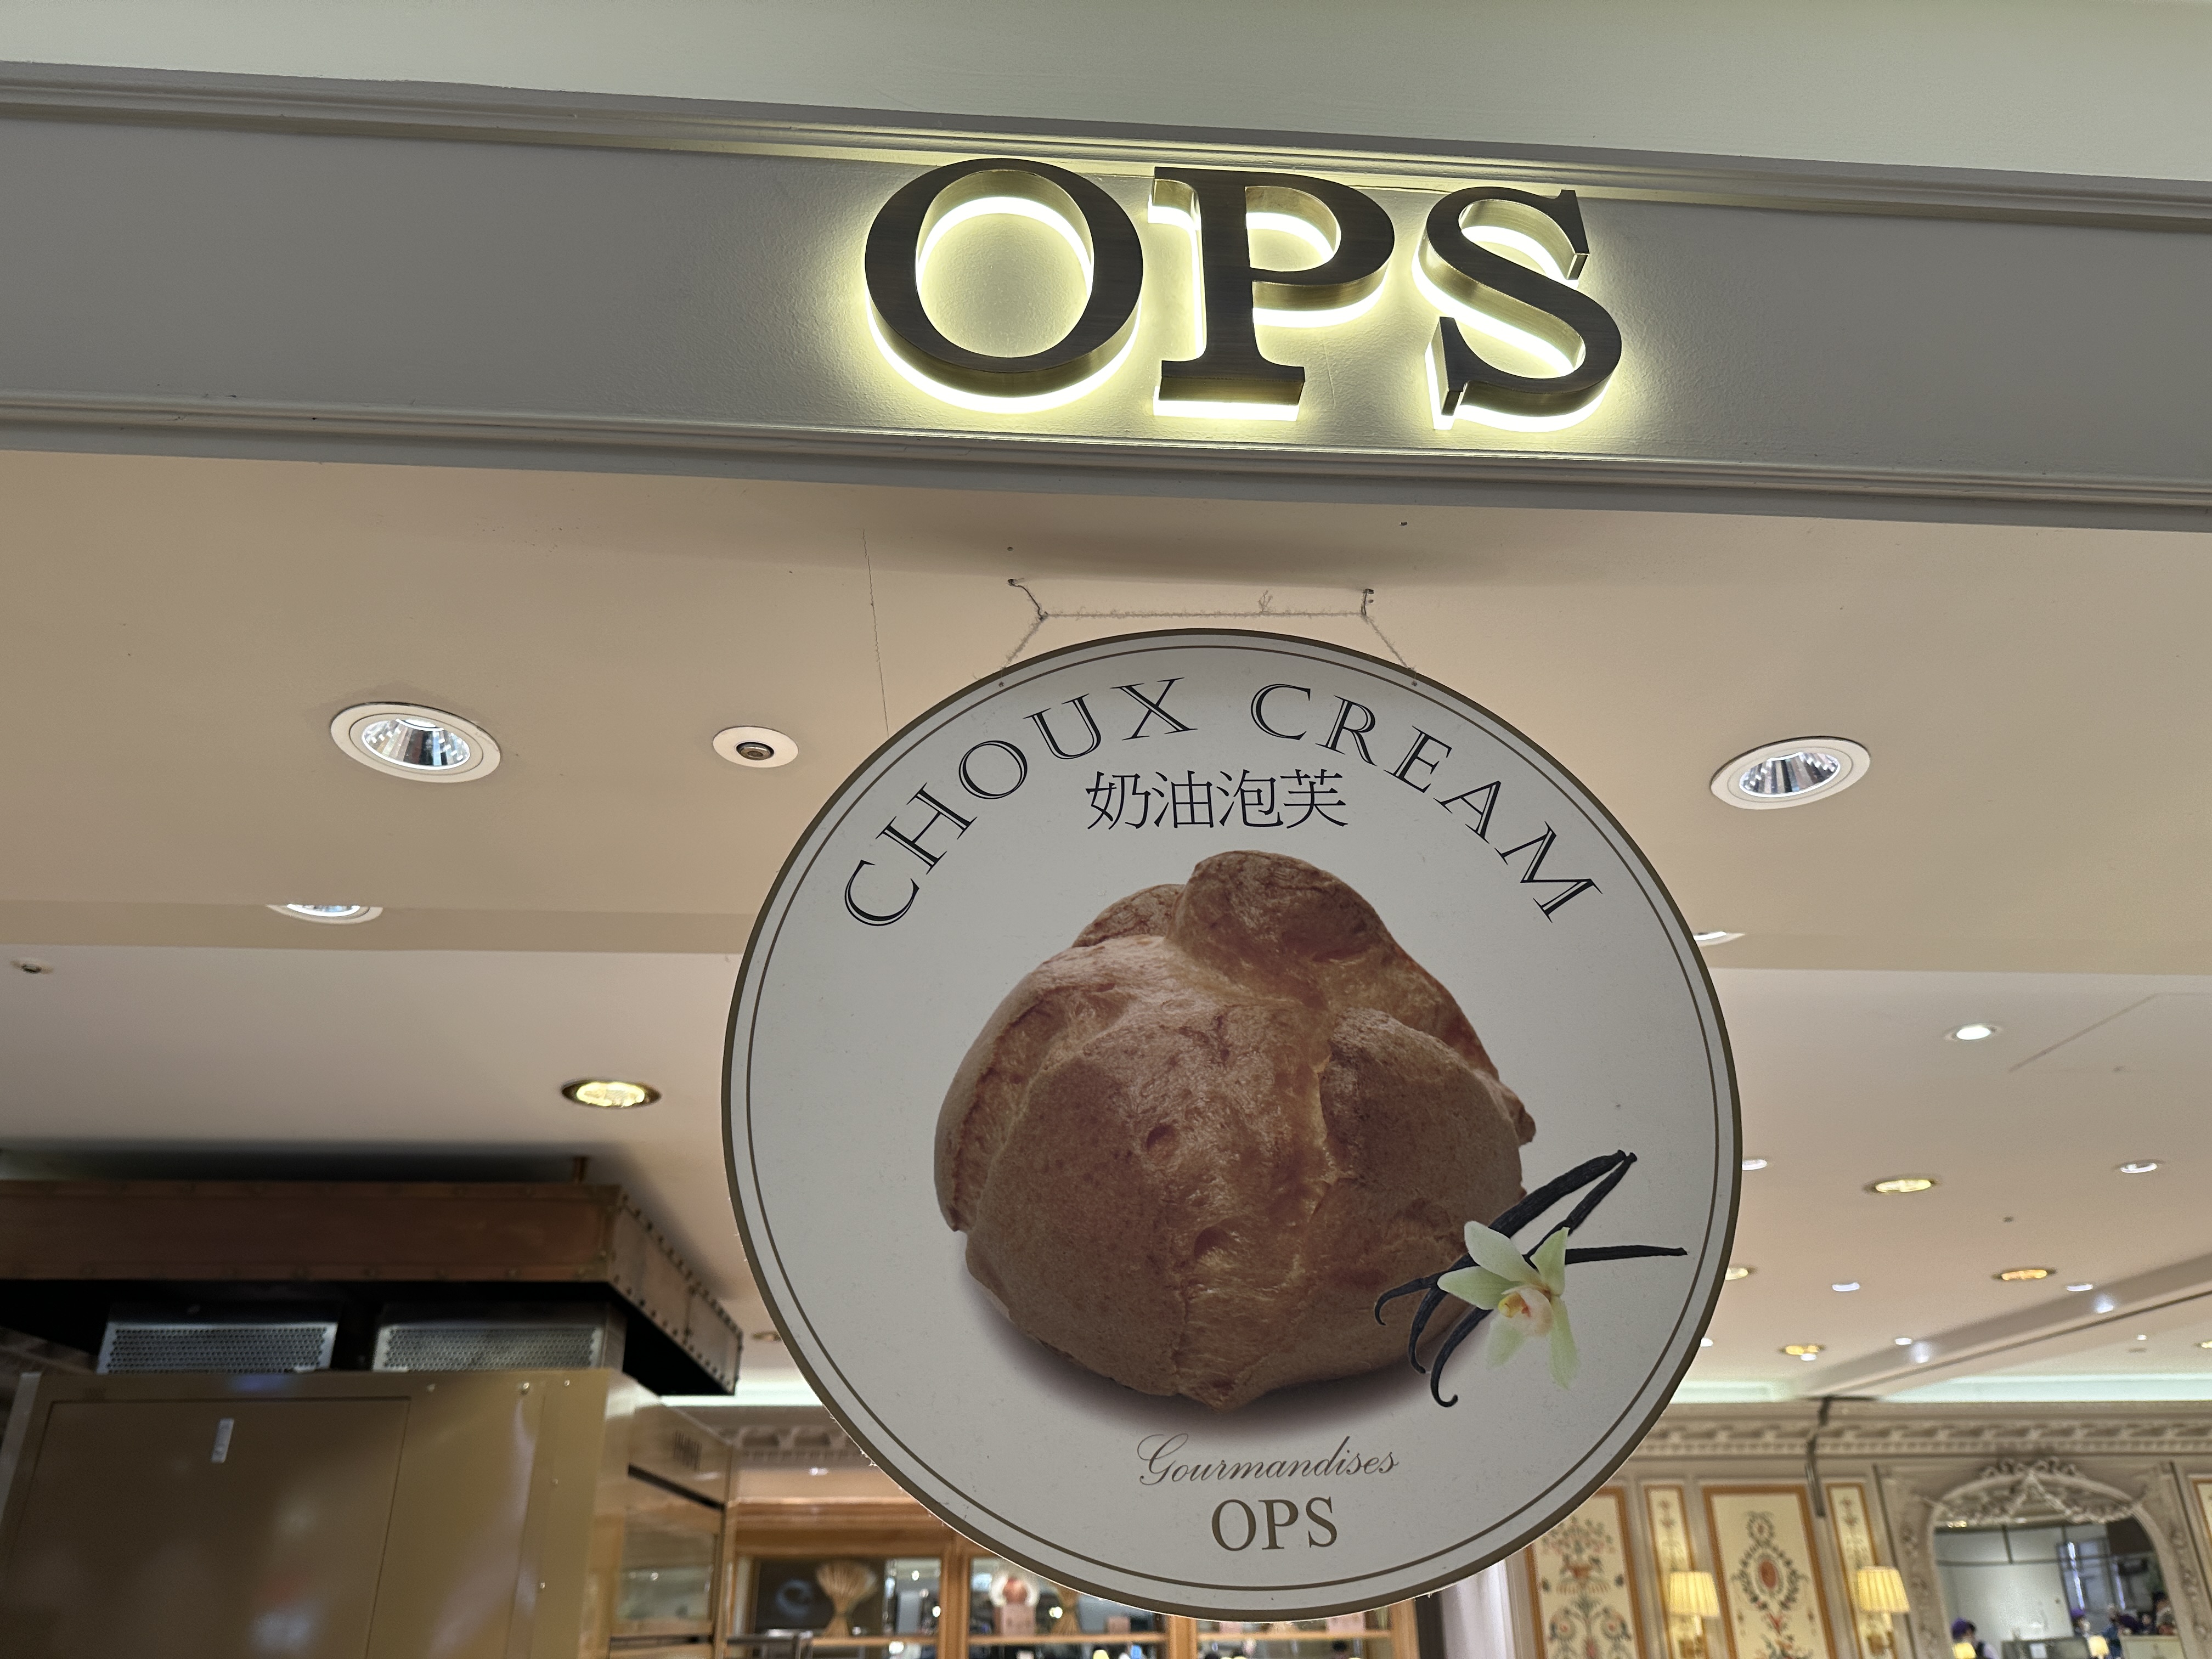 OPS
CHOUX CREAM
奶油泡芙
Gourmandises
OPS